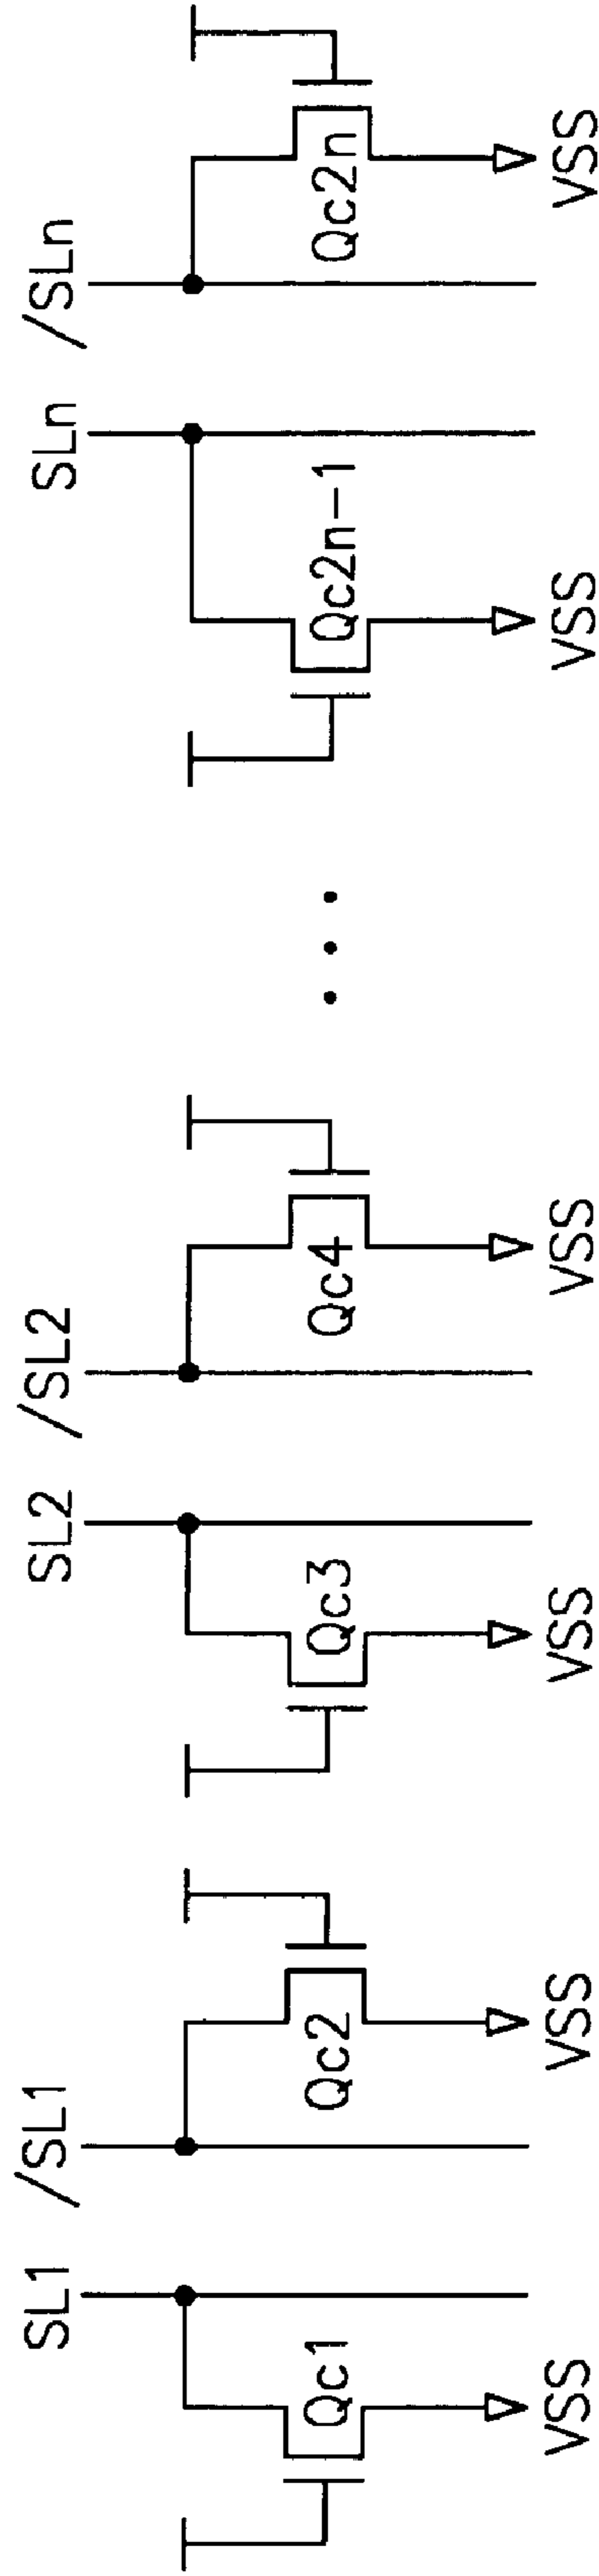 SL1 /SL1 SL2 /SL2 SLn /SLn
Qc1 Qc2 Qc3 Qc4 Qc2n-1 Qc2n
VSS VSS VSS VSS VSS VSS